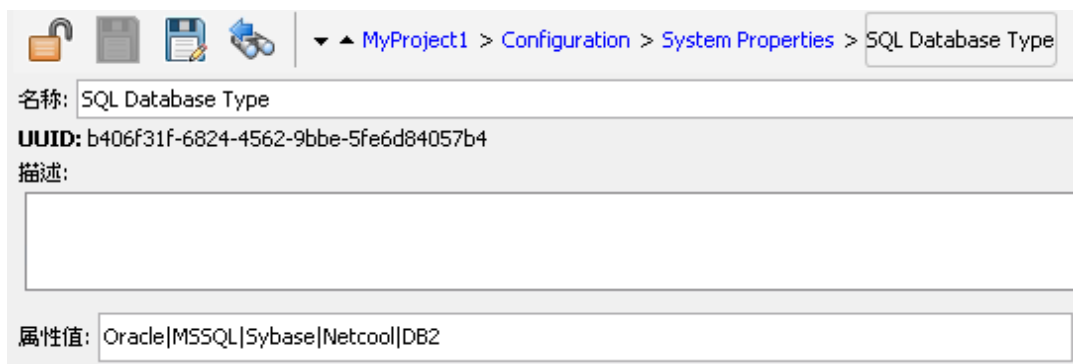 MyProject1 > Configuration > System Properties > SQL Database Type
名称: SQL Database Type
UUID: b406f31f-6824-4562-9bbe-5fe6d84057b4
描述:
属性值: Oracle|MSSQL|Sybase|Netcool|DB2